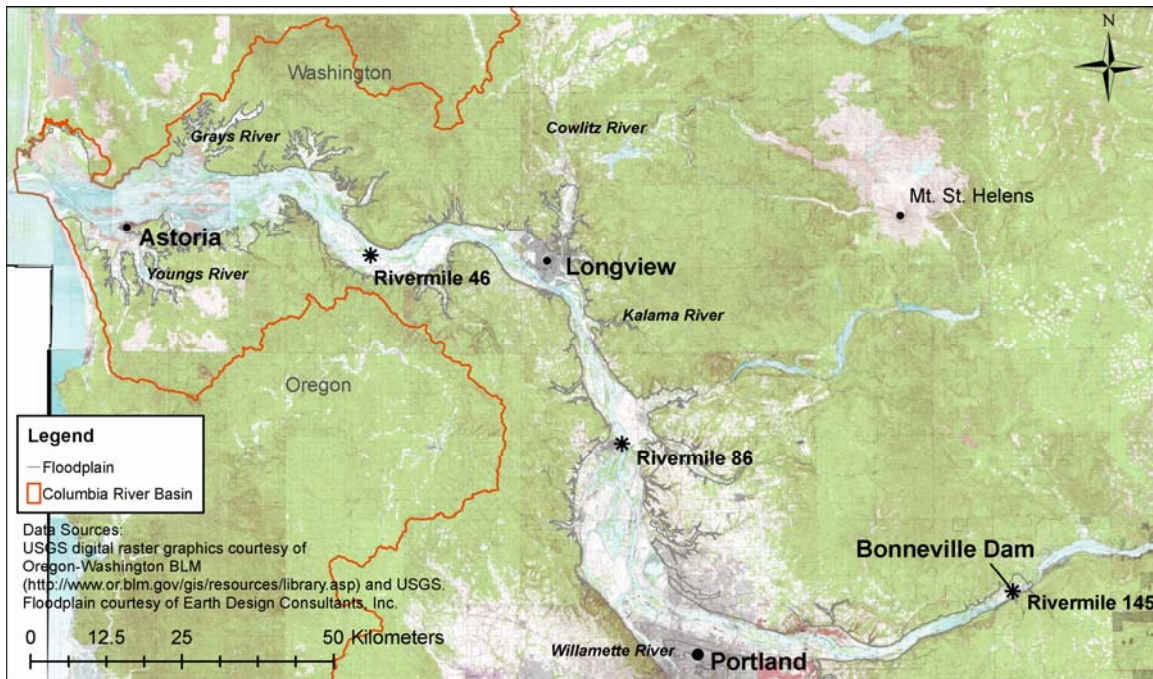 N
Washington
Grays River
Cowlitz River
Mt. St. Helens
Astoria
Longview
Youngs River
Rivermile 46
Kalama River
Oregon
Legend
Floodplain
Columbia River Basin
Rivermile 86
Data Sources:
USGS digital raster graphics courtesy of
Oregon-Washington BLM
(http://www.or.blm.gov/gis/resources/library.asp) and USGS.
Floodplain courtesy of Earth Design Consultants, Inc.
Bonneville Dam
Rivermile 145
0 12.5 25 50 Kilometers
Willamette River
Portland